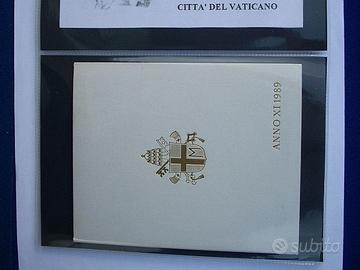 CITTA' DEL VATICANO
ANNO XI 1989
subito